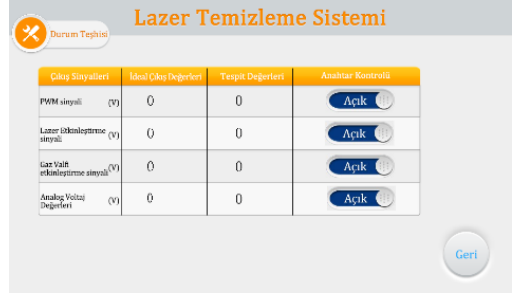 Lazer Temizleme Sistemi
Durum Teşhisi
Çıkış Sinyalleri İdeal Çıkış Değerleri Tespit Değerleri Anahtar Kontrolü
PWM sinyali (V) 0 0 Açık
Lazer Etkinleştirme sinyali (V) 0 0 Açık
Gaz Valfi etkinleştirme sinyali (V) 0 0 Açık
Analog Voltaj Değerleri (V) 0 0 Açık
Geri